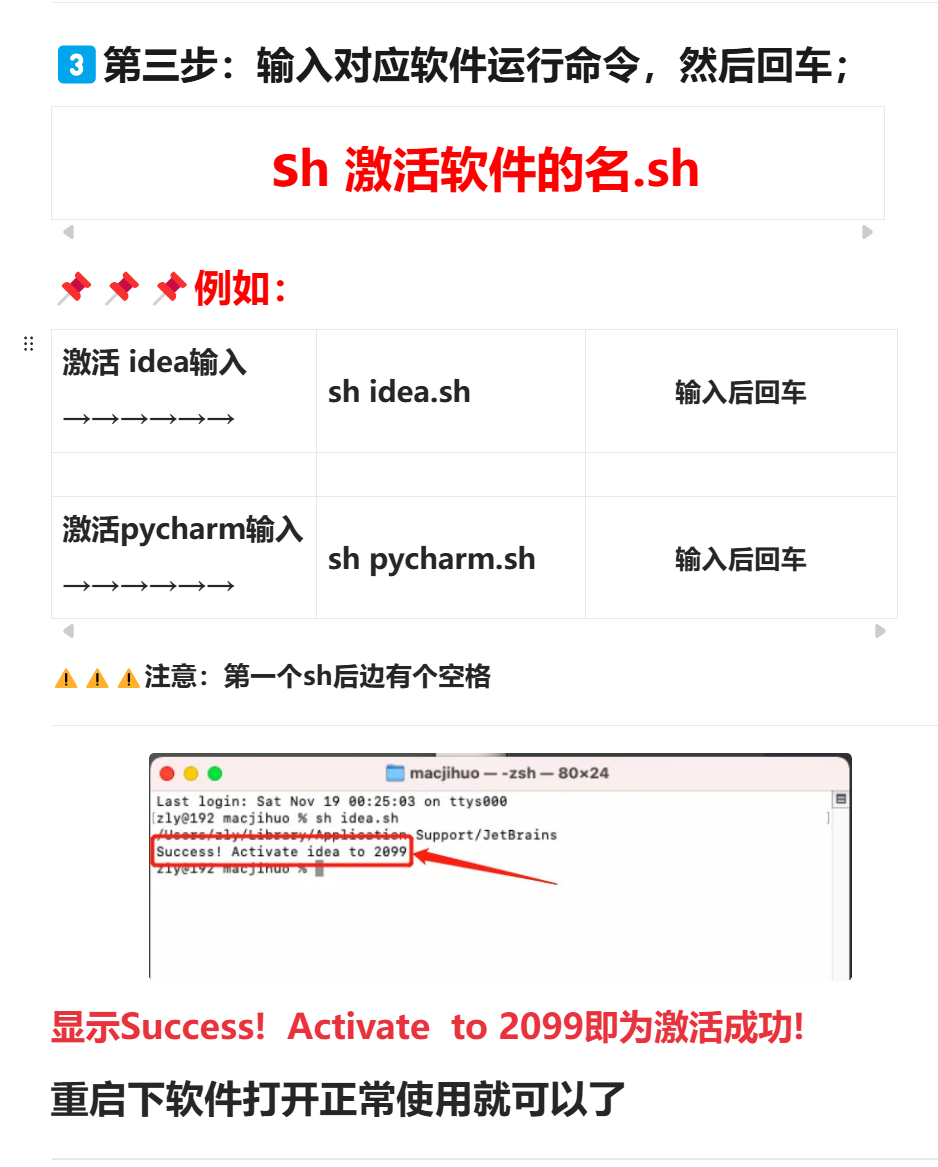 3 第三步：输入对应软件运行命令，然后回车；
sh 激活软件的名.sh
例如：
激活 idea输入
→→→→→→
sh idea.sh
输入后回车
激活pycharm输入
→→→→→→
sh pycharm.sh
输入后回车
注意：第一个sh后边有个空格
macjihuo — -zsh — 80×24
Last login: Sat Nov 19 00:25:03 on ttys000
[zly@192 macjihuo % sh idea.sh ]
/Users/zly/Library/Application Support/JetBrains
Success! Activate idea to 2099
zly@192 macjihuo %
显示Success!  Activate  to 2099即为激活成功!
重启下软件打开正常使用就可以了